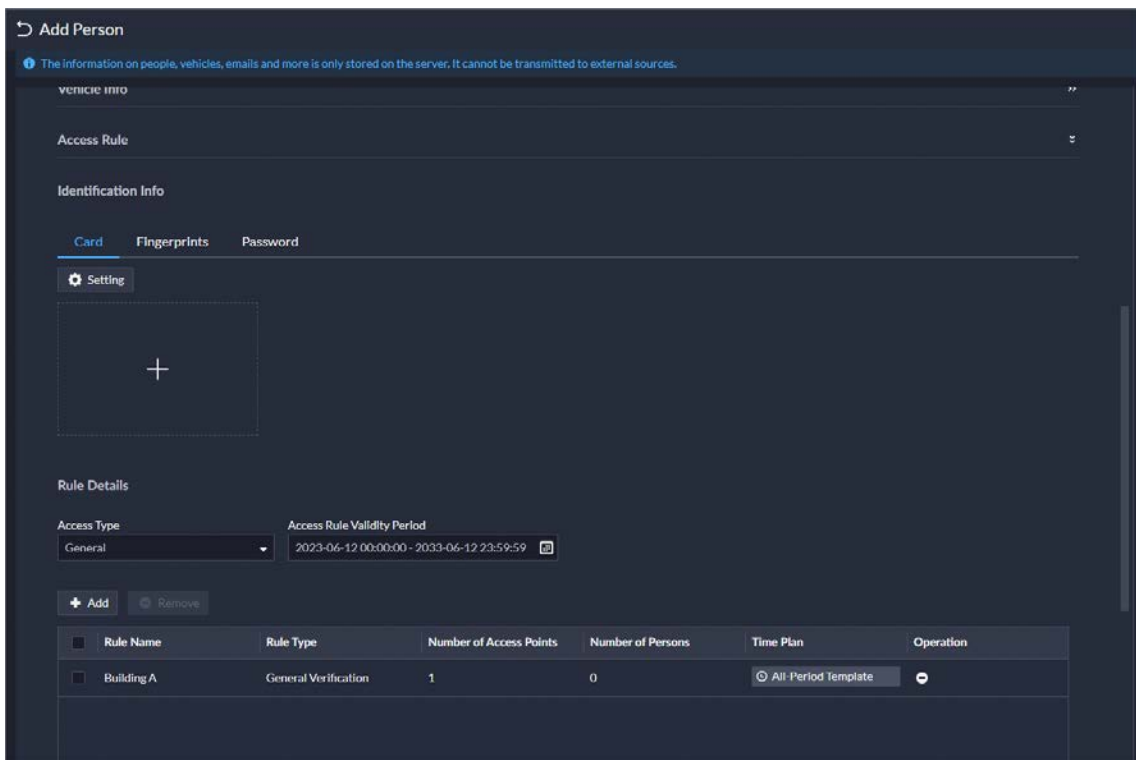 Add Person
The information on people, vehicles, emails and more is only stored on the server. It cannot be transmitted to external sources.
Vehicle Info
Access Rule
Identification Info
Card Fingerprints Password
Setting
Rule Details
Access Type Access Rule Validity Period
General 2023-06-12 00:00:00 - 2033-06-12 23:59:59
Add Remove
Rule Name Rule Type Number of Access Points Number of Persons Time Plan Operation
Building A General Verification 1 0 All-Period Template